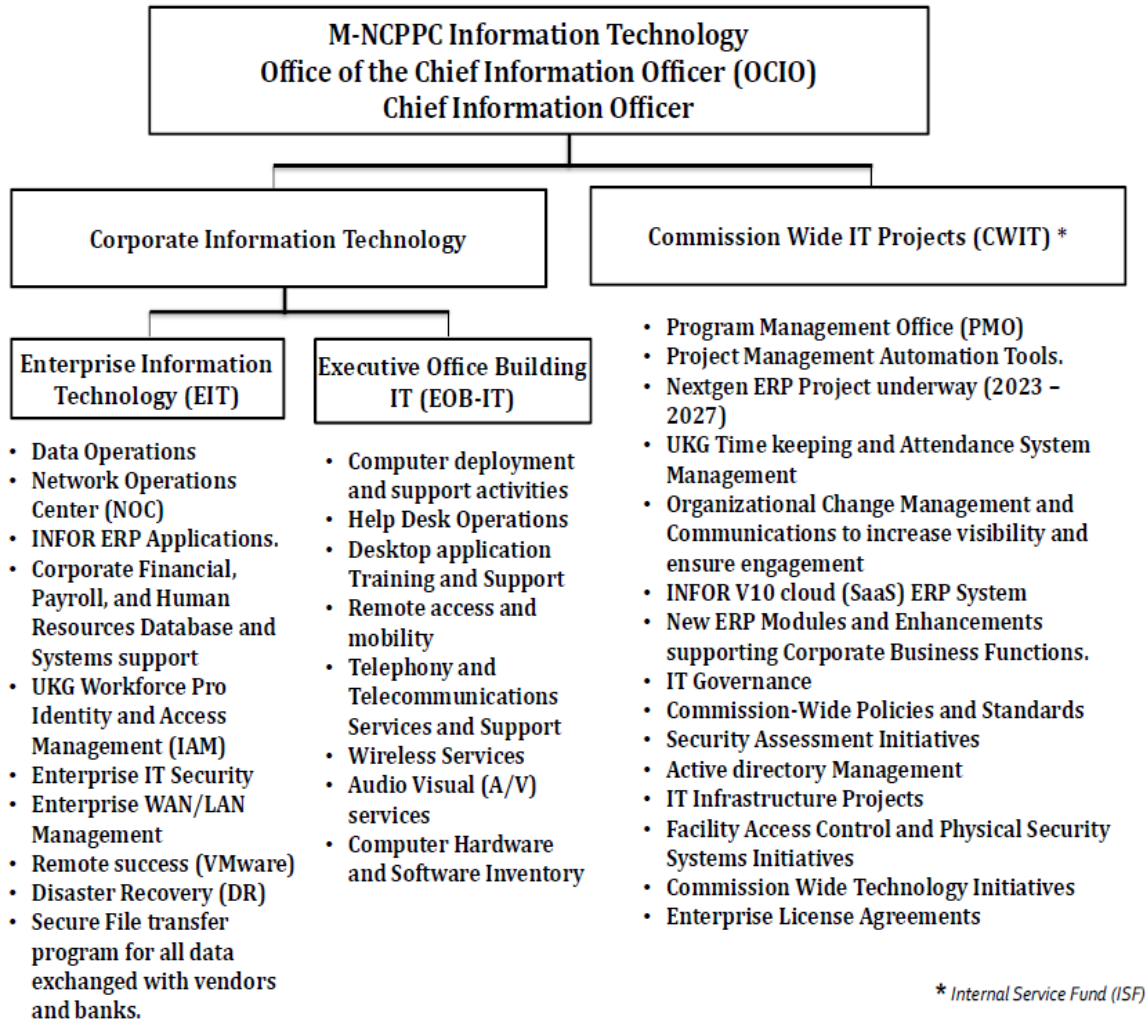 M-NCPPC Information Technology
Office of the Chief Information Officer (OCIO)
Chief Information Officer
Corporate Information Technology
Commission Wide IT Projects (CWIT) *
Enterprise Information
Technology (EIT)
• Data Operations
• Network Operations
Center (NOC)
• INFOR ERP Applications.
• Corporate Financial,
Payroll, and Human
Resources Database and
Systems support
• UKG Workforce Pro
Identity and Access
Management (IAM)
• Enterprise IT Security
• Enterprise WAN/LAN
Management
• Remote success (VMware)
• Disaster Recovery (DR)
• Secure File transfer
program for all data
exchanged with vendors
and banks.
Executive Office Building
IT (EOB-IT)
• Computer deployment
and support activities
• Help Desk Operations
• Desktop application
Training and Support
• Remote access and
mobility
• Telephony and
Telecommunications
Services and Support
• Wireless Services
• Audio Visual (A/V)
services
• Computer Hardware
and Software Inventory
• Program Management Office (PMO)
• Project Management Automation Tools.
• Nextgen ERP Project underway (2023 –
2027)
• UKG Time keeping and Attendance System
Management
• Organizational Change Management and
Communications to increase visibility and
ensure engagement
• INFOR V10 cloud (SaaS) ERP System
• New ERP Modules and Enhancements
supporting Corporate Business Functions.
• IT Governance
• Commission-Wide Policies and Standards
• Security Assessment Initiatives
• Active directory Management
• IT Infrastructure Projects
• Facility Access Control and Physical Security
Systems Initiatives
• Commission Wide Technology Initiatives
• Enterprise License Agreements
* Internal Service Fund (ISF)